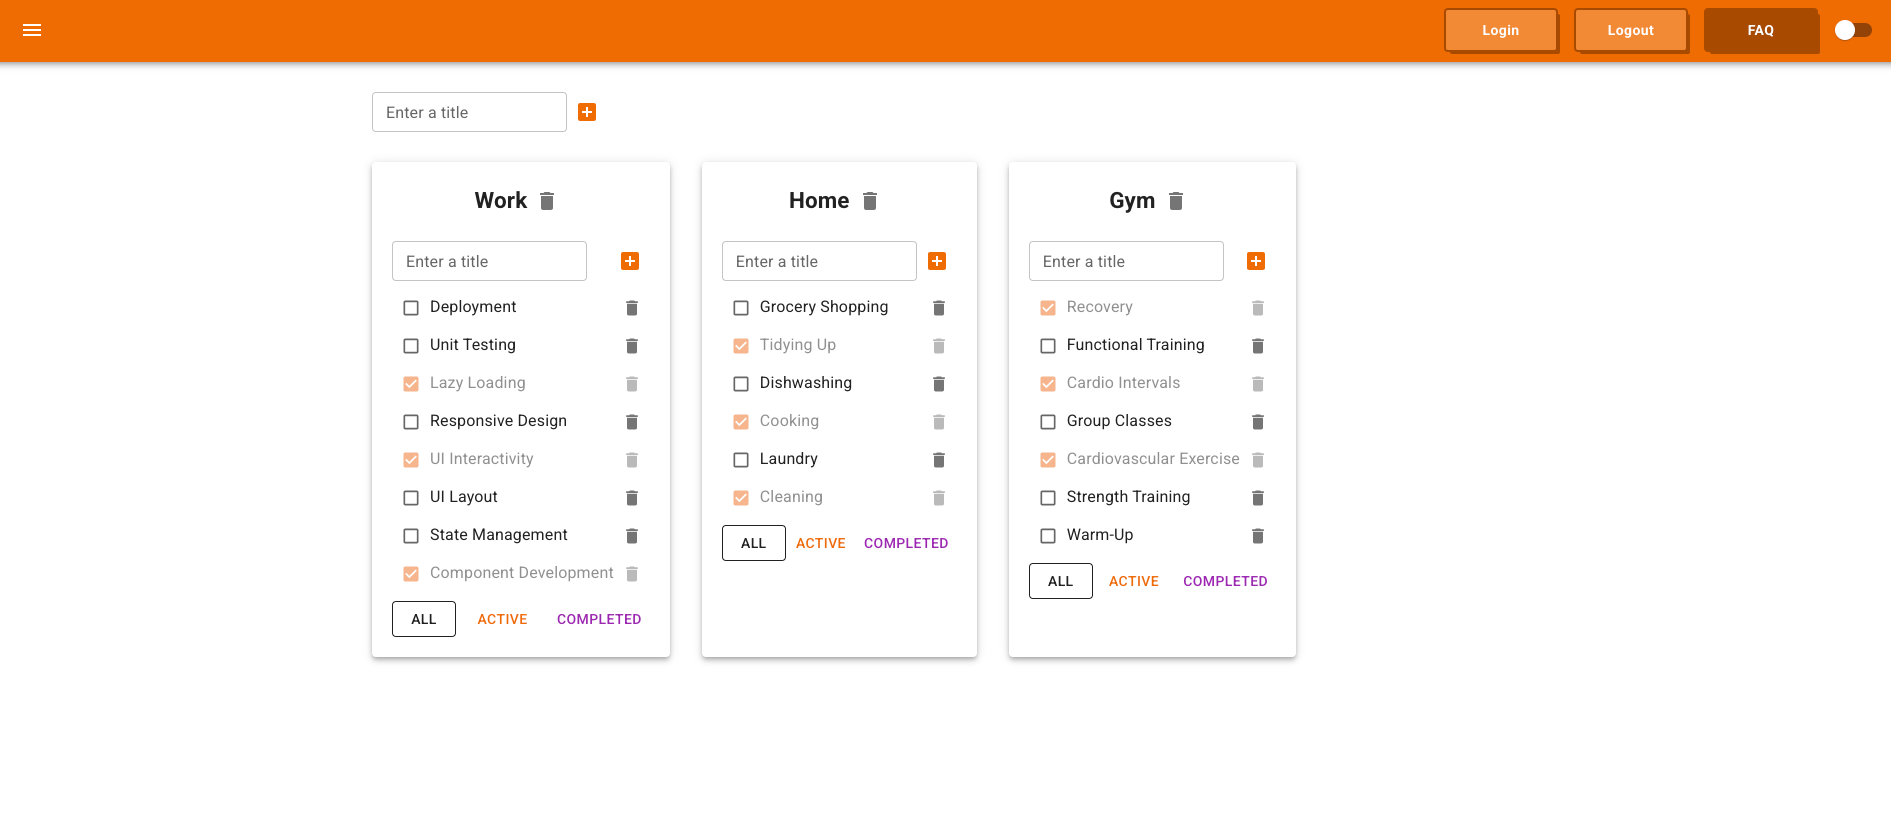 Login Logout FAQ
Enter a title
Work
Enter a title
Deployment
Unit Testing
Lazy Loading
Responsive Design
UI Interactivity
UI Layout
State Management
Component Development
ALL ACTIVE COMPLETED
Home
Enter a title
Grocery Shopping
Tidying Up
Dishwashing
Cooking
Laundry
Cleaning
ALL ACTIVE COMPLETED
Gym
Enter a title
Recovery
Functional Training
Cardio Intervals
Group Classes
Cardiovascular Exercise
Strength Training
Warm-Up
ALL ACTIVE COMPLETED